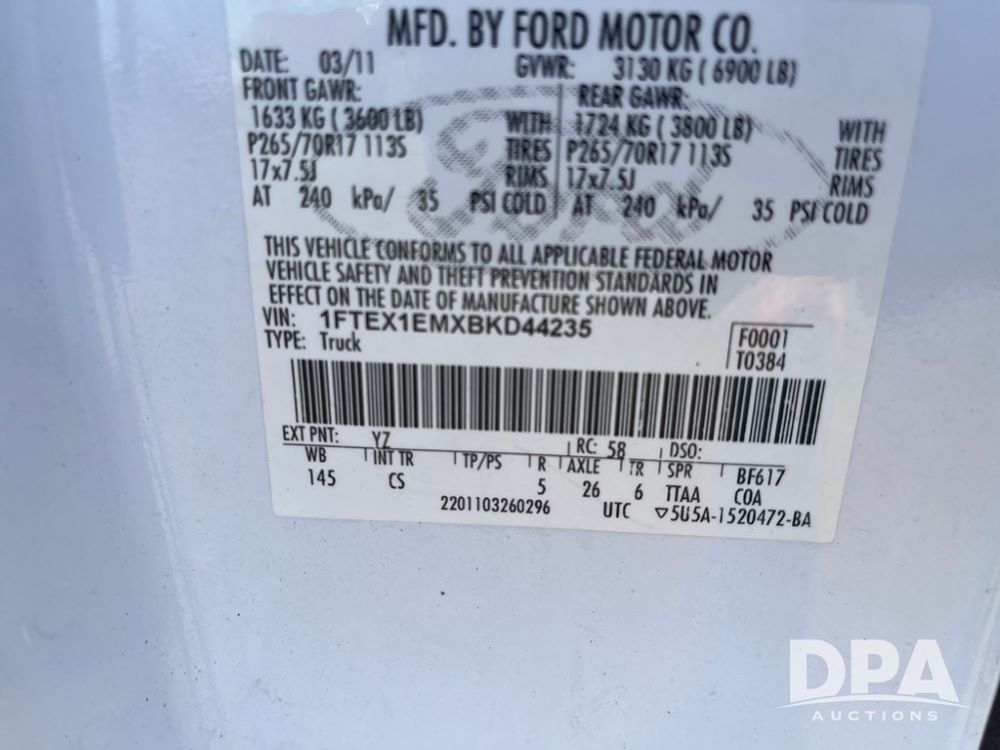 MFD. BY FORD MOTOR CO.
DATE: 03/11 GVWR: 3130 KG ( 6900 LB)
FRONT GAWR: REAR GAWR:
1633 KG ( 3600 LB) WITH 1724 KG ( 3800 LB) WITH
P265/70R17 113S TIRES P265/70R17 113S TIRES
17x7.5J RIMS 17x7.5J RIMS
AT 240 kPa/ 35 PSI COLD AT 240 kPa/ 35 PSI COLD
Ford
THIS VEHICLE CONFORMS TO ALL APPLICABLE FEDERAL MOTOR
VEHICLE SAFETY AND THEFT PREVENTION STANDARDS IN
EFFECT ON THE DATE OF MANUFACTURE SHOWN ABOVE.
VIN: 1FTEX1EMXBKD44235
TYPE: Truck
F0001
T0384
EXT PNT: YZ RC: 58 DSO:
WB INT TR TP/PS R AXLE TR SPR BF617
145 CS 5 26 6 TTAA COA
2201103260296 UTC ▽5U5A-1520472-BA
DPA
AUCTIONS